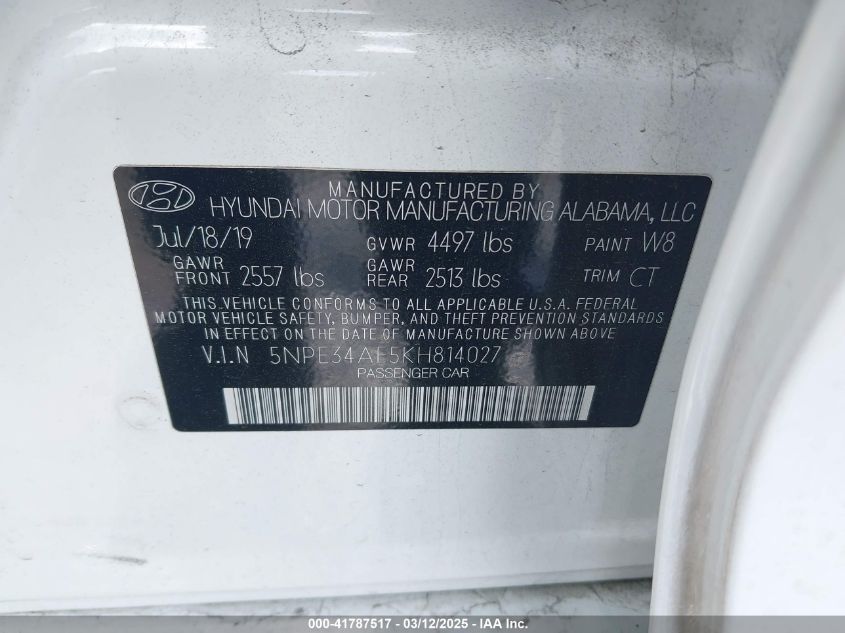 MANUFACTURED BY
HYUNDAI MOTOR MANUFACTURING ALABAMA, LLC
Jul/18/19 GVWR 4497 lbs PAINT W8
GAWR FRONT 2557 lbs GAWR REAR 2513 lbs TRIM CT
THIS VEHICLE CONFORMS TO ALL APPLICABLE U.S.A. FEDERAL
MOTOR VEHICLE SAFETY, BUMPER, AND THEFT PREVENTION STANDARDS
IN EFFECT ON THE DATE OF MANUFACTURE SHOWN ABOVE
V.I.N 5NPE34AF5KH814027
PASSENGER CAR
000-41787517 - 03/12/2025 - IAA Inc.